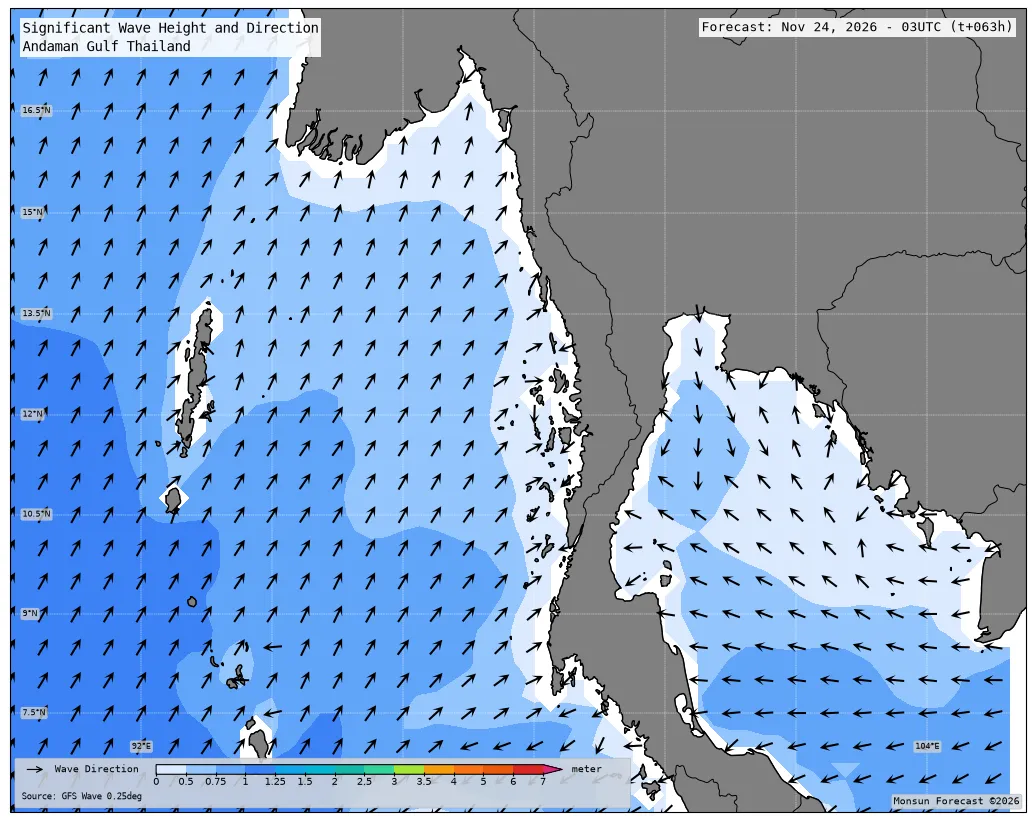 Significant Wave Height and Direction
Andaman Gulf Thailand
Forecast: Nov 24, 2026 - 03UTC (t+063h)
16.5°N
15°N
13.5°N
12°N
10.5°N
9°N
7.5°N
92°E
104°E
Wave Direction
0 0.5 0.75 1 1.25 1.5 2 2.5 3 3.5 4 5 6 7
meter
Source: GFS Wave 0.25deg
Monsun Forecast ©2026